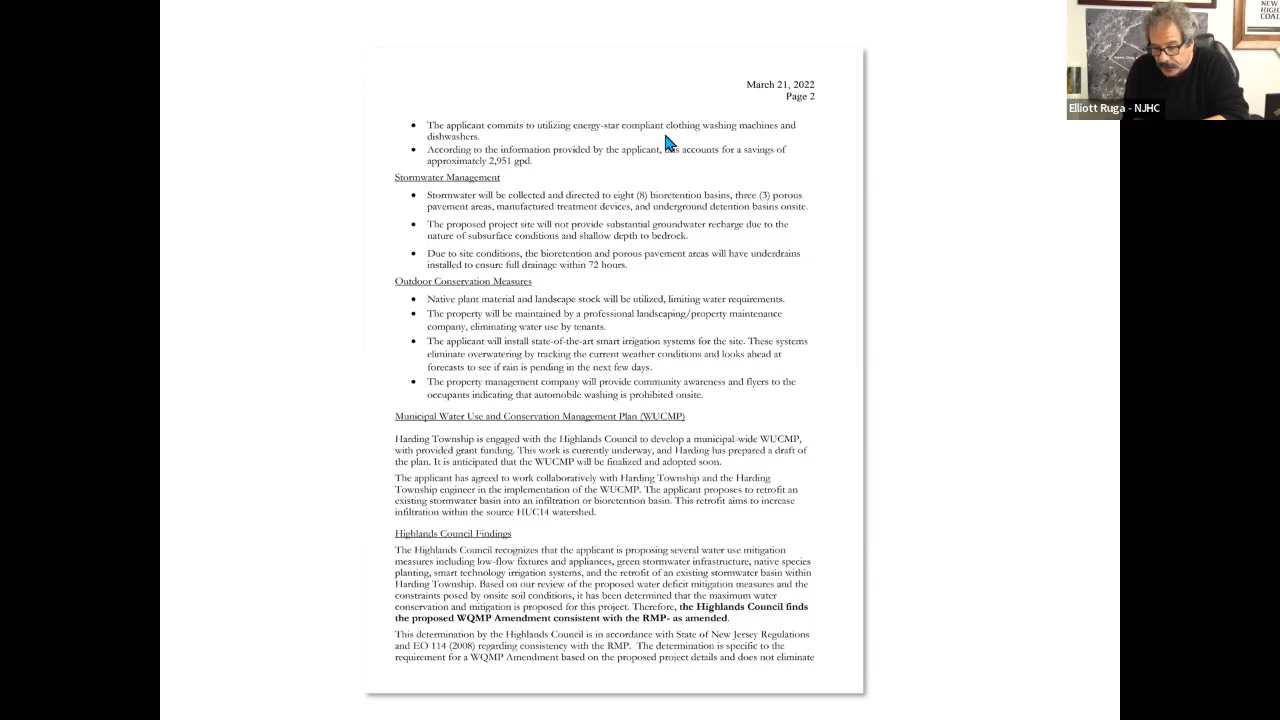 March 21, 2022
Page 2
• The applicant commits to utilizing energy-star compliant clothing washing machines and
dishwashers.
• According to the information provided by the applicant, this accounts for a savings of
approximately 2,951 gpd.
Stormwater Management
• Stormwater will be collected and directed to eight (8) bioretention basins, three (3) porous
pavement areas, manufactured treatment devices, and underground detention basins onsite.
• The proposed project site will not provide substantial groundwater recharge due to the
nature of subsurface conditions and shallow depth to bedrock.
• Due to site conditions, the bioretention and porous pavement areas will have underdrains
installed to ensure full drainage within 72 hours.
Outdoor Conservation Measures
• Native plant material and landscape stock will be utilized, limiting water requirements.
• The property will be maintained by a professional landscaping/property maintenance
company, eliminating water use by tenants.
• The applicant will install state-of-the-art smart irrigation systems for the site. These systems
eliminate overwatering by tracking the current weather conditions and looks ahead at
forecasts to see if rain is pending in the next few days.
• The property management company will provide community awareness and flyers to the
occupants indicating that automobile washing is prohibited onsite.
Municipal Water Use and Conservation Management Plan (WUCMP)
Harding Township is engaged with the Highlands Council to develop a municipal-wide WUCMP,
with provided grant funding. This work is currently underway, and Harding has prepared a draft of
the plan. It is anticipated that the WUCMP will be finalized and adopted soon.
The applicant has agreed to work collaboratively with Harding Township and the Harding
Township engineer in the implementation of the WUCMP. The applicant proposes to retrofit an
existing stormwater basin into an infiltration or bioretention basin. This retrofit aims to increase
infiltration within the source HUC14 watershed.
Highlands Council Findings
The Highlands Council recognizes that the applicant is proposing several water use mitigation
measures including low-flow fixtures and appliances, green stormwater infrastructure, native species
planting, smart technology irrigation systems, and the retrofit of an existing stormwater basin within
Harding Township. Based on our review of the proposed water deficit mitigation measures and the
constraints posed by onsite soil conditions, it has been determined that the maximum water
conservation and mitigation is proposed for this project. Therefore, the Highlands Council finds
the proposed WQMP Amendment consistent with the RMP- as amended.
This determination by the Highlands Council is in accordance with State of New Jersey Regulations
and EO 114 (2008) regarding consistency with the RMP. The determination is specific to the
requirement for a WQMP Amendment based on the proposed project details and does not eliminate
NEW
HIGH
COAL
Elliott Ruga - NJHC